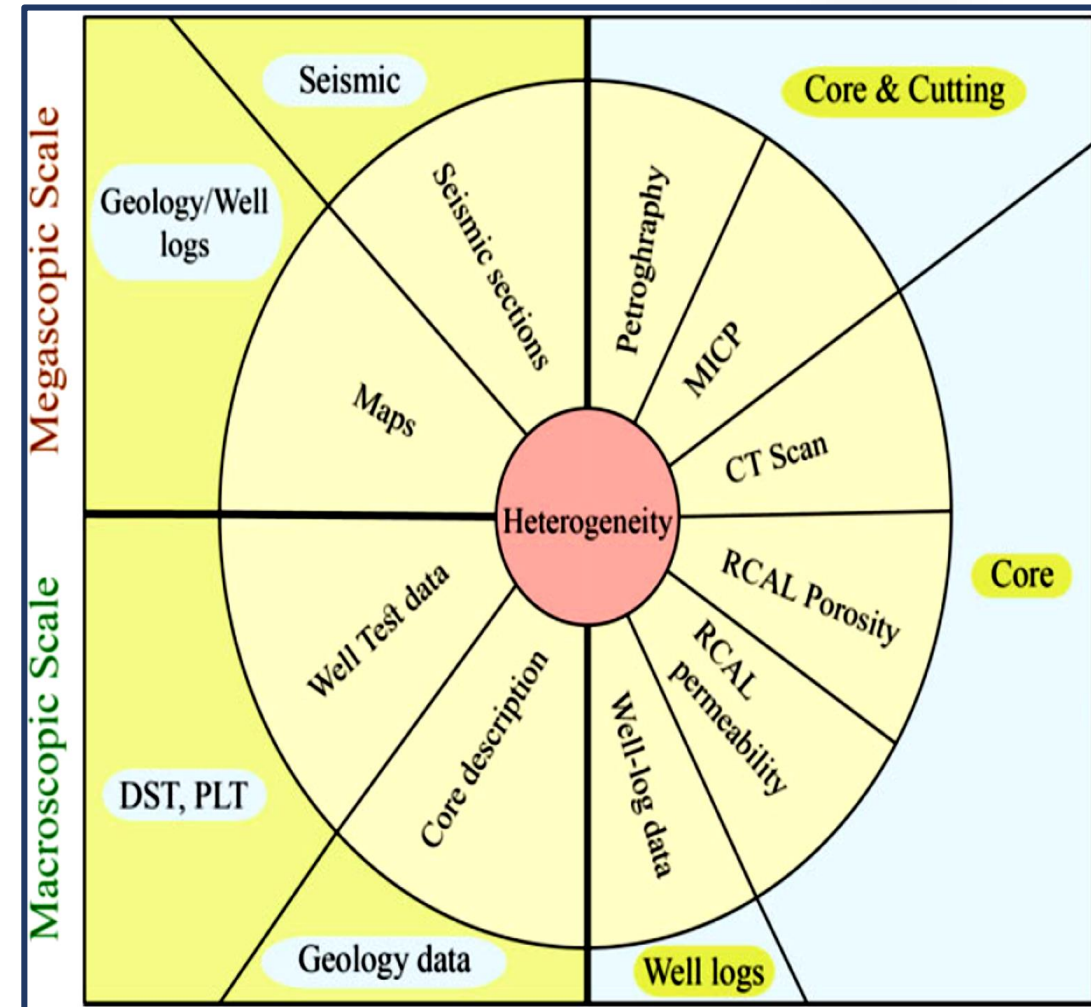 Megascopic Scale
Macroscopic Scale
Seismic
Core & Cutting
Geology/Well
logs
Seismic sections
Petroghraphy
MICP
Maps
CT Scan
Heterogeneity
Core
RCAL Porosity
RCAL
permeability
Well Test data
Core description
Well-log data
DST, PLT
Geology data
Well logs